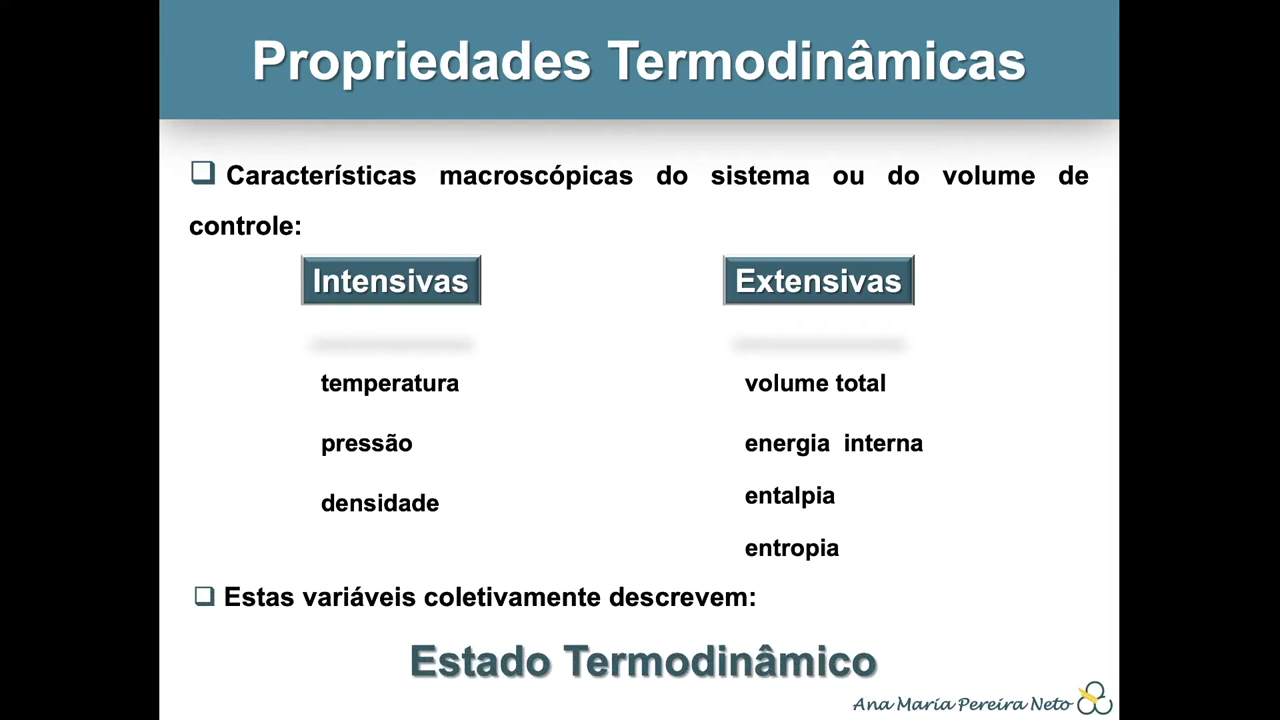 Propriedades Termodinâmicas
Características macroscópicas do sistema ou do volume de
controle:
Intensivas
Extensivas
temperatura
pressão
densidade
volume total
energia interna
entalpia
entropia
Estas variáveis coletivamente descrevem:
Estado Termodinâmico
Ana Maria Pereira Neto